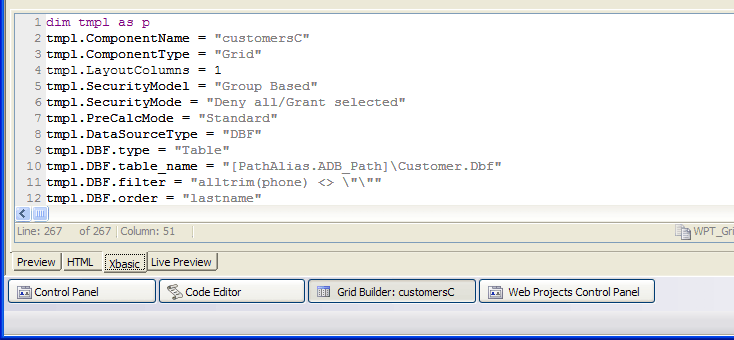 1 dim tmpl as p
2 tmpl.ComponentName = "customersC"
3 tmpl.ComponentType = "Grid"
4 tmpl.LayoutColumns = 1
5 tmpl.SecurityModel = "Group Based"
6 tmpl.SecurityMode = "Deny all/Grant selected"
7 tmpl.PreCalcMode = "Standard"
8 tmpl.DataSourceType = "DBF"
9 tmpl.DBF.type = "Table"
10 tmpl.DBF.table_name = "[PathAlias.ADB_Path]\Customer.Dbf"
11 tmpl.DBF.filter = "alltrim(phone) <> \"\""
12 tmpl.DBF.order = "lastname"
Line: 267 of 267 Column: 51 WPT_Gri
Preview HTML Xbasic Live Preview
Control Panel Code Editor Grid Builder: customersC Web Projects Control Panel